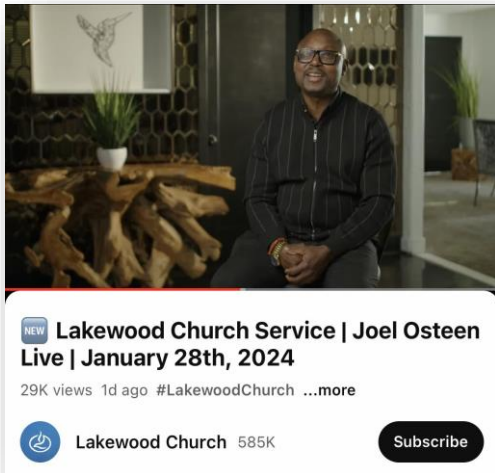 NEW Lakewood Church Service | Joel Osteen
Live | January 28th, 2024
29K views 1d ago #LakewoodChurch ...more
Lakewood Church 585K Subscribe